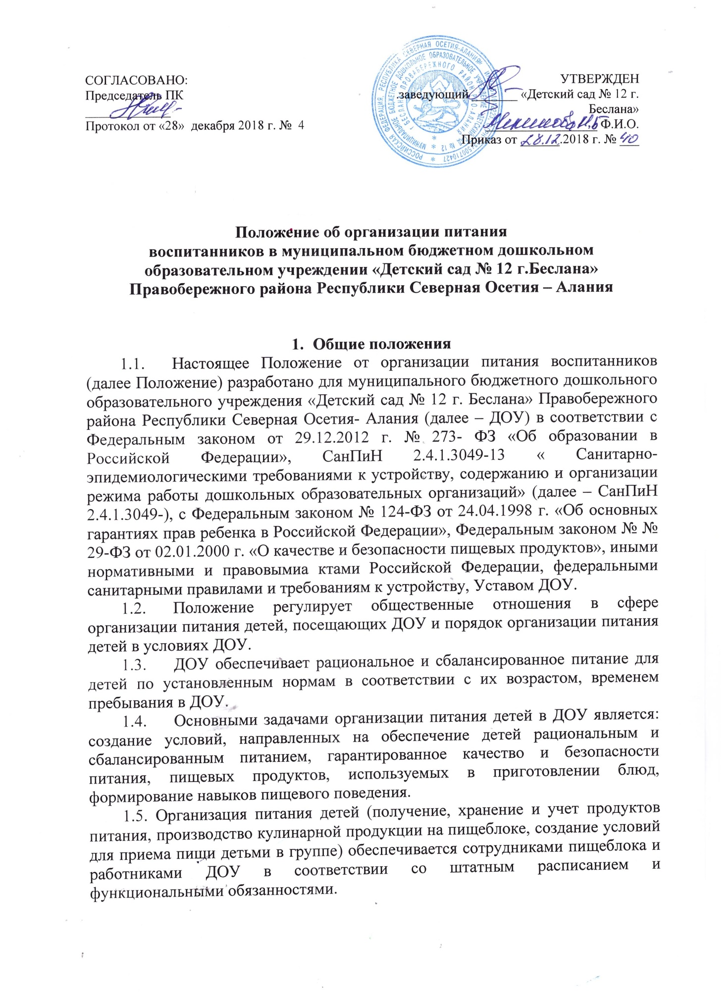 СОГЛАСОВАНО:
Председатель ПК
Протокол от «28» декабря 2018 г. № 4
УТВЕРЖДЕН
.заведующий _______ «Детский сад № 12 г.
Беслана»
Ф.И.О.
Приказ от 28.12.2018 г. № 40
РОССИЙСКАЯ ФЕДЕРАЦИЯ, РЕСПУБЛИКА СЕВЕРНАЯ ОСЕТИЯ-АЛАНИЯ
МУНИЦИПАЛЬНОЕ БЮДЖЕТНОЕ ДОШКОЛЬНОЕ ОБРАЗОВАТЕЛЬНОЕ УЧРЕЖДЕНИЕ ДЕТСКИЙ САД № 12
Положение об организации питания
воспитанников в муниципальном бюджетном дошкольном
образовательном учреждении «Детский сад № 12 г.Беслана»
Правобережного района Республики Северная Осетия – Алания
1. Общие положения
1.1. Настоящее Положение от организации питания воспитанников
(далее Положение) разработано для муниципального бюджетного дошкольного
образовательного учреждения «Детский сад № 12 г. Беслана» Правобережного
района Республики Северная Осетия- Алания (далее – ДОУ) в соответствии с
Федеральным законом от 29.12.2012 г. № 273- ФЗ «Об образовании в
Российской Федерации», СанПиН 2.4.1.3049-13 « Санитарно-
эпидемиологическими требованиями к устройству, содержанию и организации
режима работы дошкольных образовательных организаций» (далее – СанПиН
2.4.1.3049-), с Федеральным законом № 124-ФЗ от 24.04.1998 г. «Об основных
гарантиях прав ребенка в Российской Федерации», Федеральным законом № №
29-ФЗ от 02.01.2000 г. «О качестве и безопасности пищевых продуктов», иными
нормативными и правовымиа ктами Российской Федерации, федеральными
санитарными правилами и требованиям к устройству, Уставом ДОУ.
1.2. Положение регулирует общественные отношения в сфере
организации питания детей, посещающих ДОУ и порядок организации питания
детей в условиях ДОУ.
1.3. ДОУ обеспечивает рациональное и сбалансированное питание для
детей по установленным нормам в соответствии с их возрастом, временем
пребывания в ДОУ.
1.4. Основными задачами организации питания детей в ДОУ является:
создание условий, направленных на обеспечение детей рациональным и
сбалансированным питанием, гарантированное качество и безопасности
питания, пищевых продуктов, используемых в приготовлении блюд,
формирование навыков пищевого поведения.
1.5. Организация питания детей (получение, хранение и учет продуктов
питания, производство кулинарной продукции на пищеблоке, создание условий
для приема пищи детьми в группе) обеспечивается сотрудниками пищеблока и
работниками ДОУ в соответствии со штатным расписанием и
функциональными обязанностями.